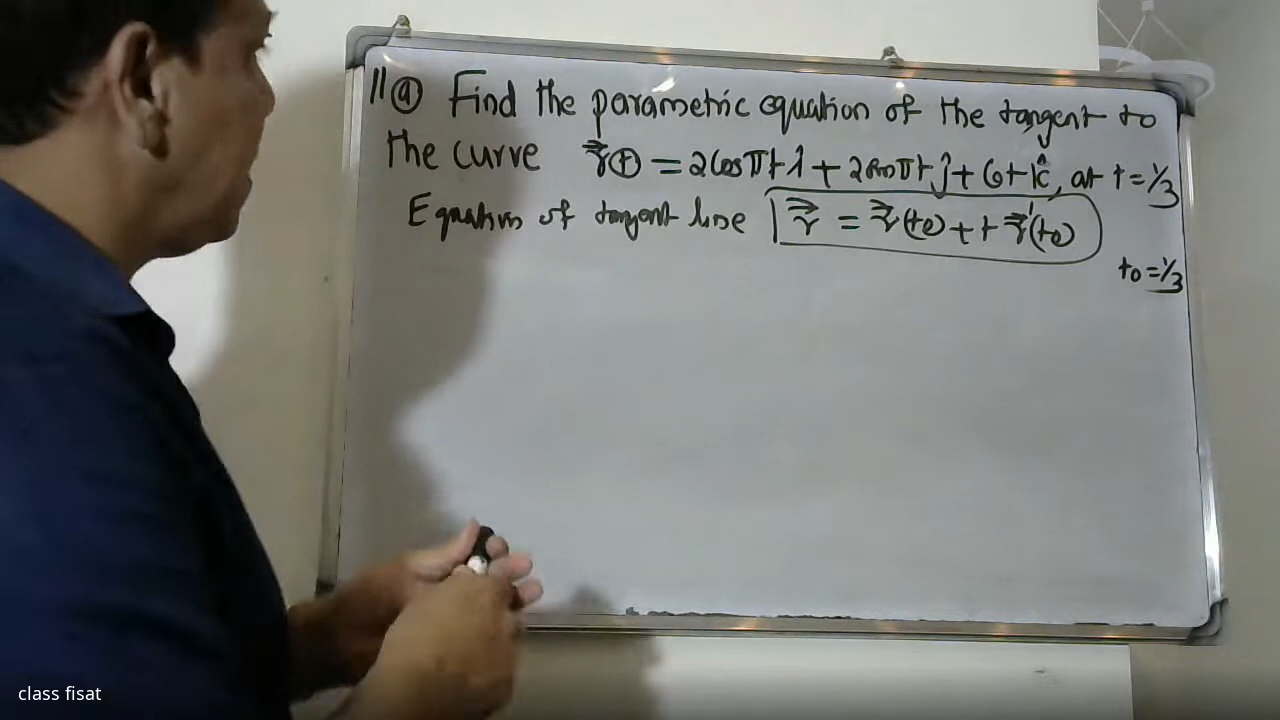 11 ⓐ Find the parametric equation of the tangent to
the curve r⃗(t) = 2cosπt i + 2sinπt j + 6t k̂, at t = 1/3
Equation of tangent line r⃗ = r⃗(t0) + t r⃗'(t0)
t0 = 1/3
class fisat